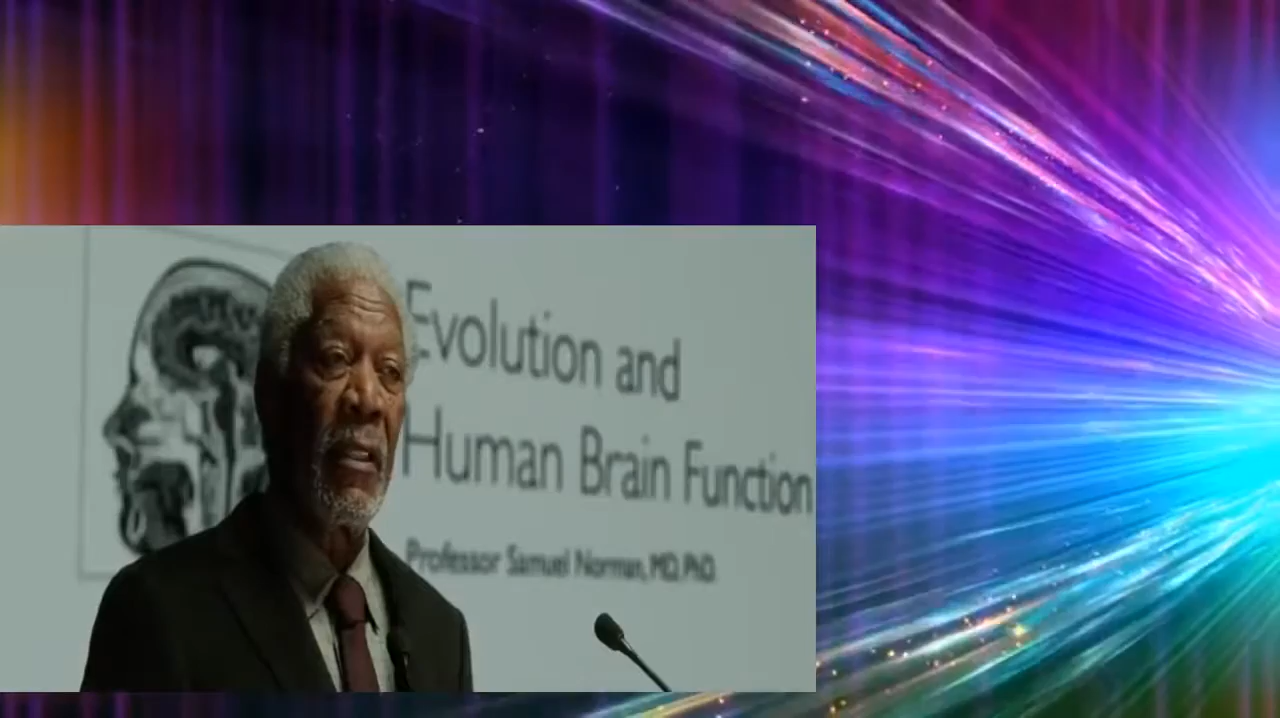 Evolution and
Human Brain Function
Professor Samuel Norman, MD, PhD.